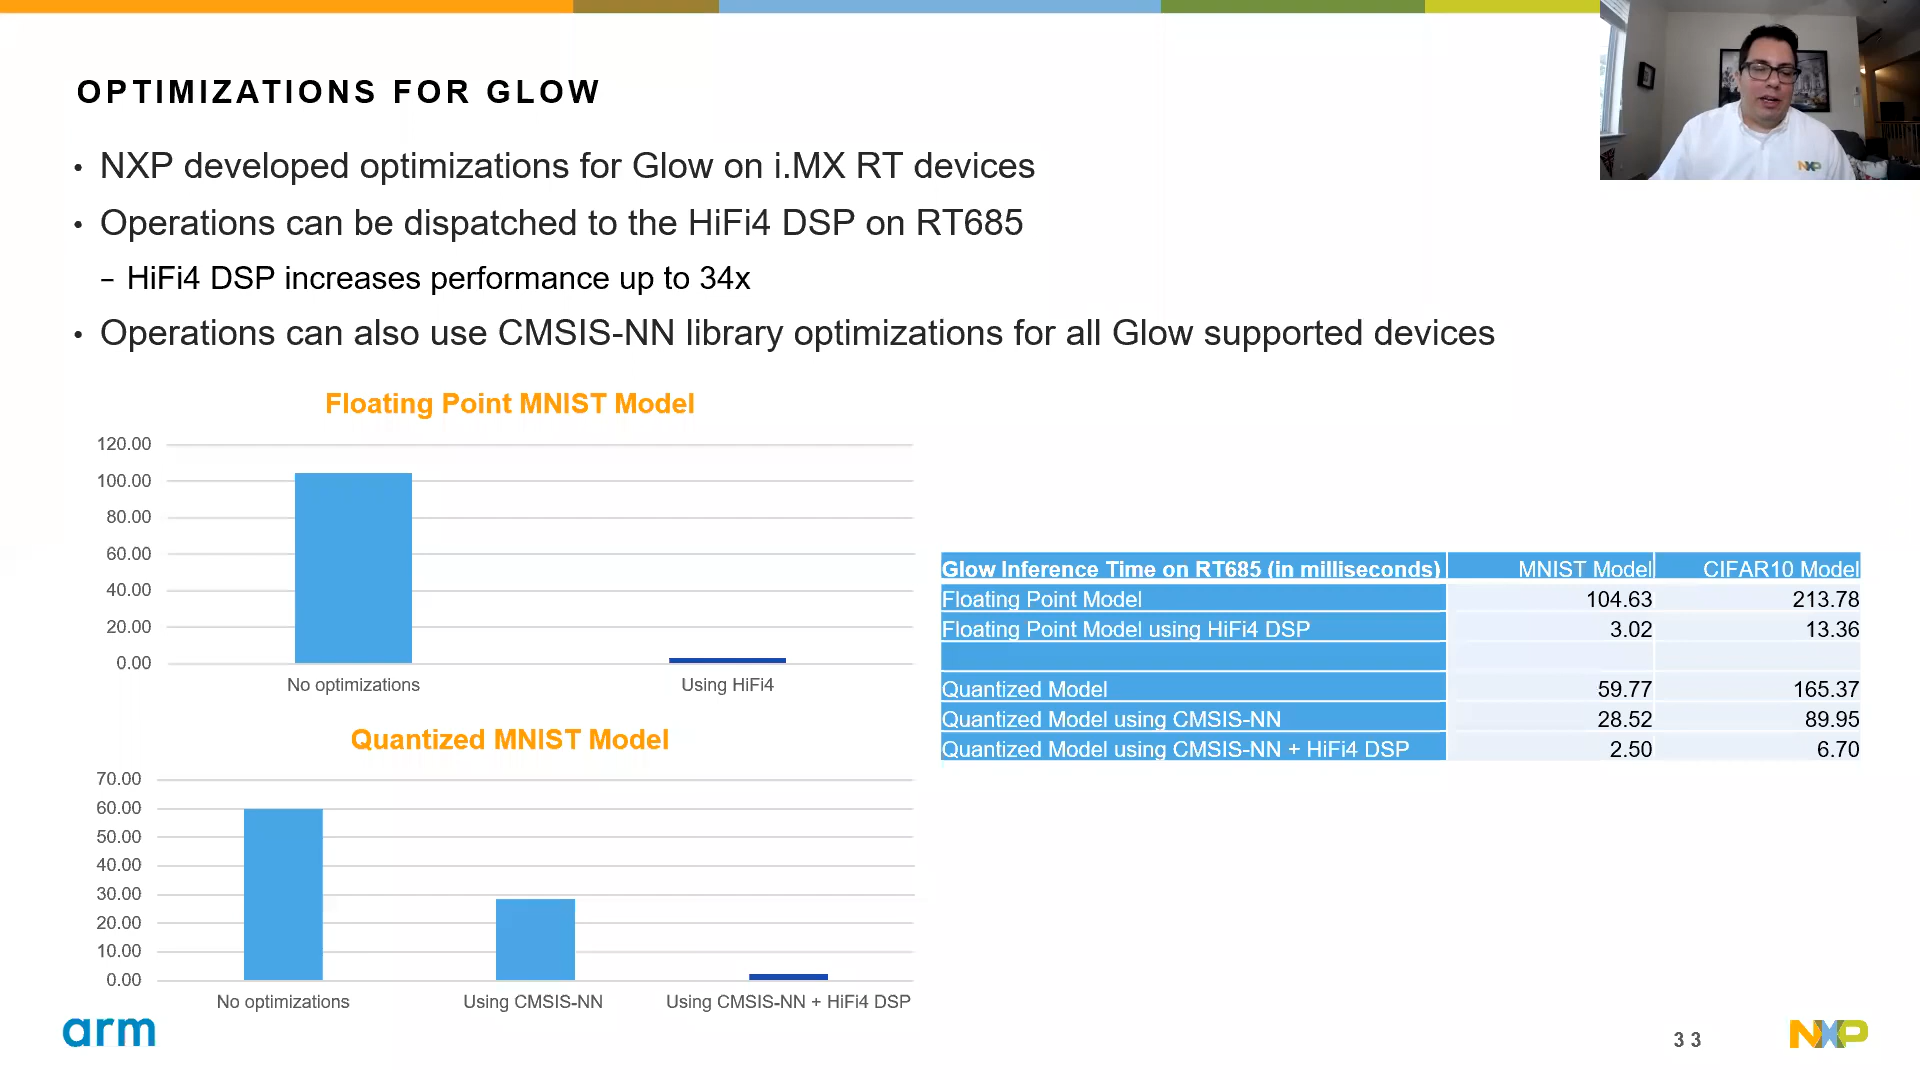 OPTIMIZATIONS FOR GLOW
• NXP developed optimizations for Glow on i.MX RT devices
• Operations can be dispatched to the HiFi4 DSP on RT685
– HiFi4 DSP increases performance up to 34x
• Operations can also use CMSIS-NN library optimizations for all Glow supported devices
Floating Point MNIST Model
120.00
100.00
80.00
60.00
40.00
20.00
0.00
No optimizations Using HiFi4
Quantized MNIST Model
70.00
60.00
50.00
40.00
30.00
20.00
10.00
0.00
No optimizations Using CMSIS-NN Using CMSIS-NN + HiFi4 DSP
Glow Inference Time on RT685 (in milliseconds) MNIST Model CIFAR10 Model
Floating Point Model 104.63 213.78
Floating Point Model using HiFi4 DSP 3.02 13.36
Quantized Model 59.77 165.37
Quantized Model using CMSIS-NN 28.52 89.95
Quantized Model using CMSIS-NN + HiFi4 DSP 2.50 6.70
NXP
arm
33
NXP